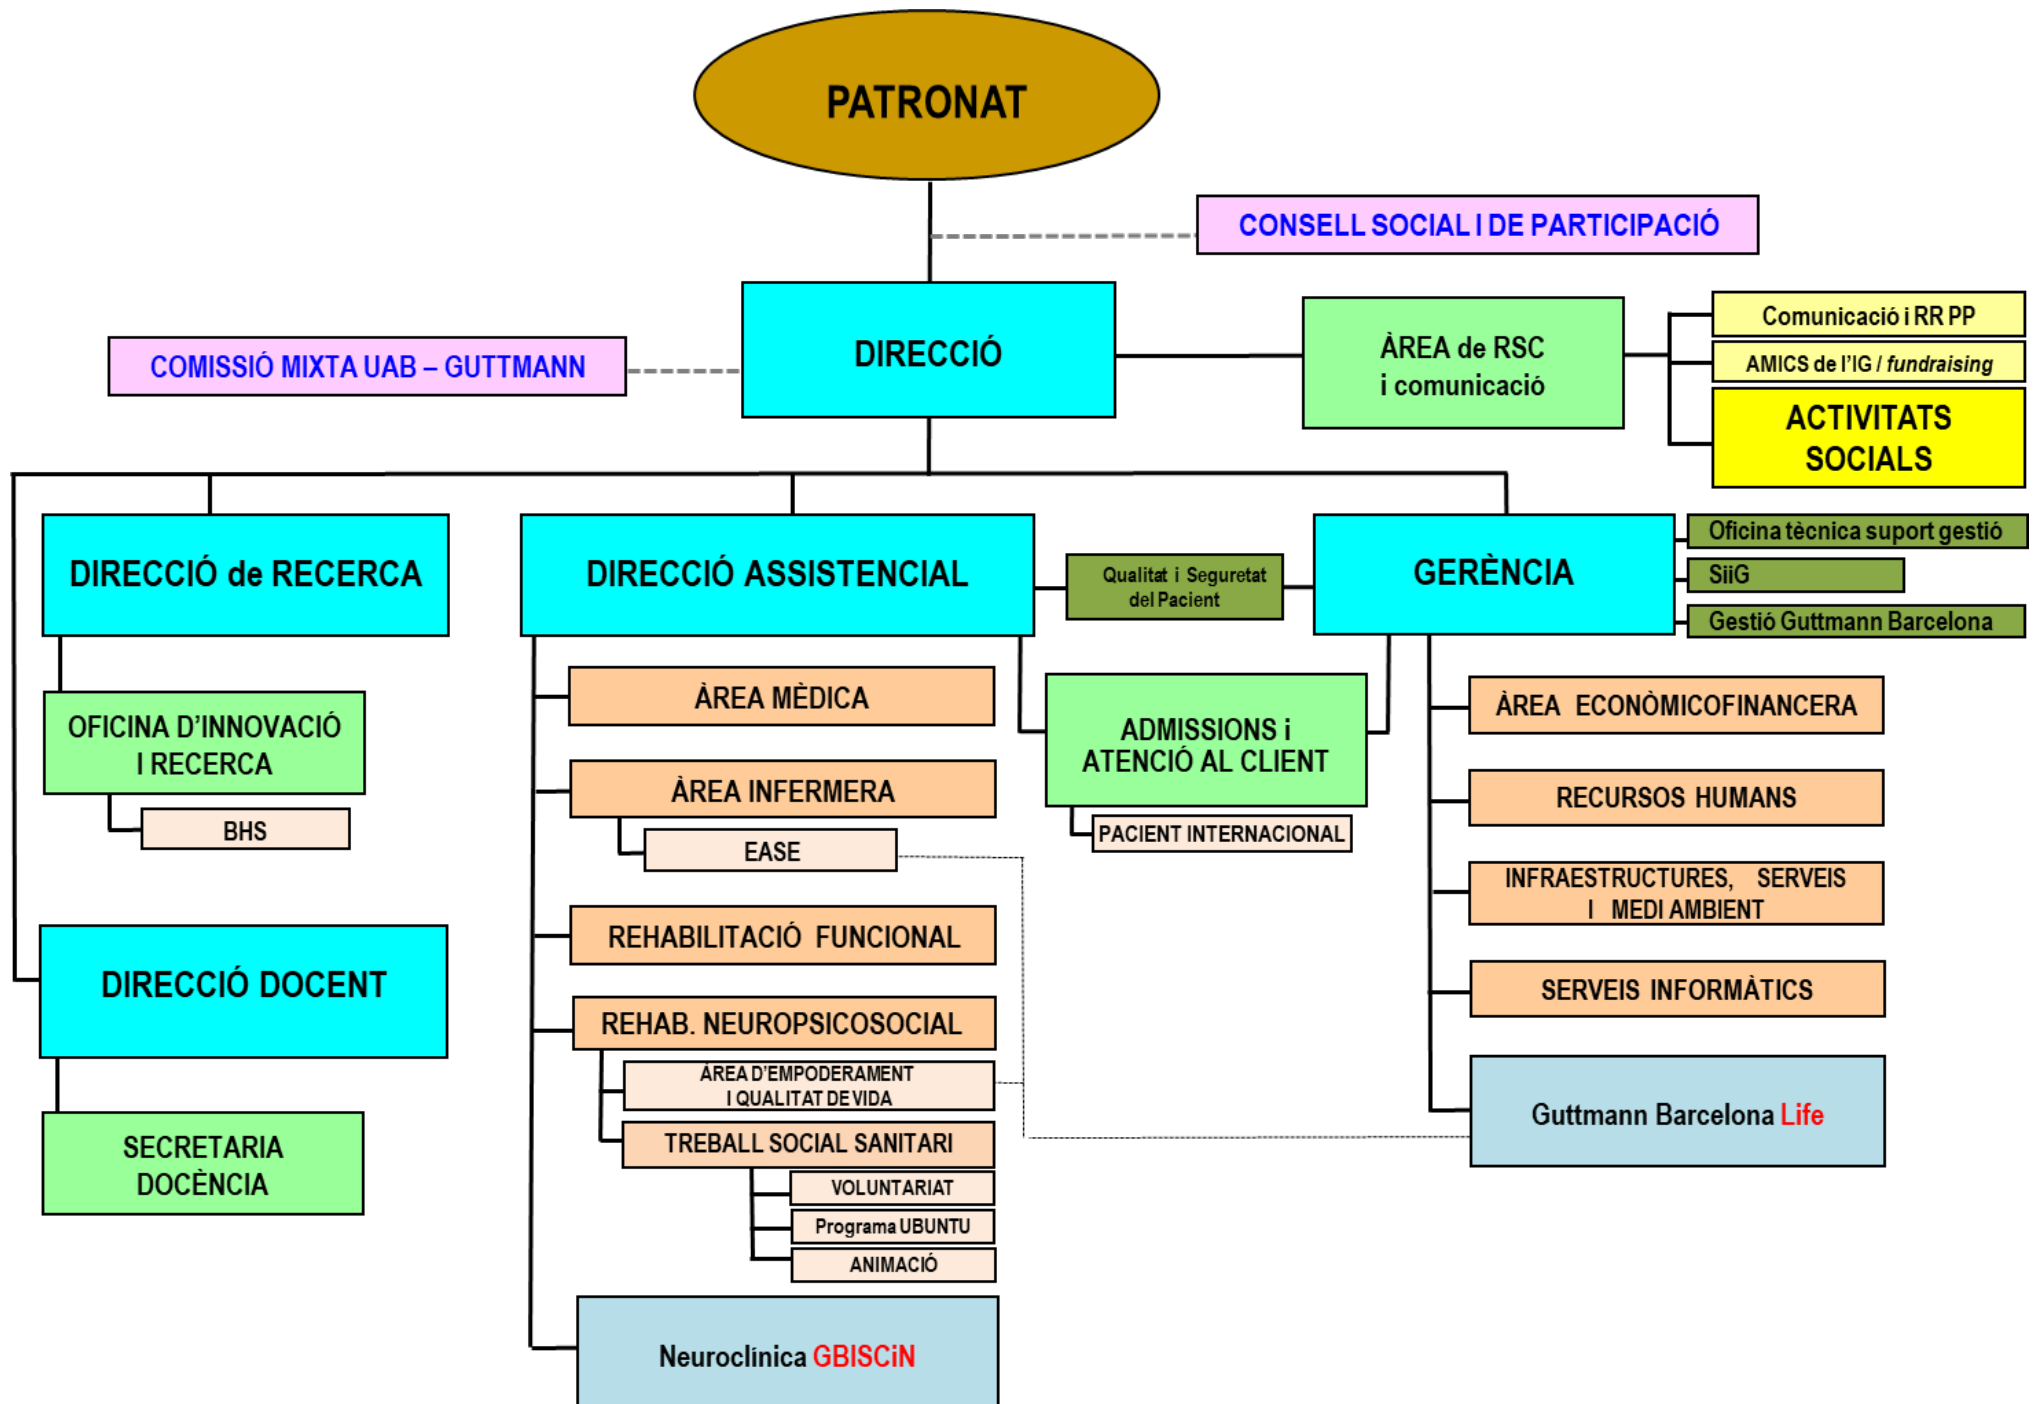 PATRONAT
CONSELL SOCIAL I DE PARTICIPACIÓ
DIRECCIÓ
COMISSIÓ MIXTA UAB – GUTTMANN
ÀREA de RSC
i comunicació
Comunicació i RR PP
AMICS de l'IG / fundraising
ACTIVITATS
SOCIALS
DIRECCIÓ de RECERCA
DIRECCIÓ ASSISTENCIAL
Qualitat i Seguretat
del Pacient
GERÈNCIA
Oficina tècnica suport gestió
SiiG
Gestió Guttmann Barcelona
OFICINA D'INNOVACIÓ
I RECERCA
BHS
DIRECCIÓ DOCENT
SECRETARIA
DOCÈNCIA
ÀREA MÈDICA
ÀREA INFERMERA
EASE
REHABILITACIÓ FUNCIONAL
REHAB. NEUROPSICOSOCIAL
ÀREA D'EMPODERAMENT
I QUALITAT DE VIDA
TREBALL SOCIAL SANITARI
VOLUNTARIAT
Programa UBUNTU
ANIMACIÓ
Neuroclínica GBISCiN
ADMISSIONS i
ATENCIÓ AL CLIENT
PACIENT INTERNACIONAL
ÀREA ECONÒMICOFINANCERA
RECURSOS HUMANS
INFRAESTRUCTURES, SERVEIS
I MEDI AMBIENT
SERVEIS INFORMÀTICS
Guttmann Barcelona Life